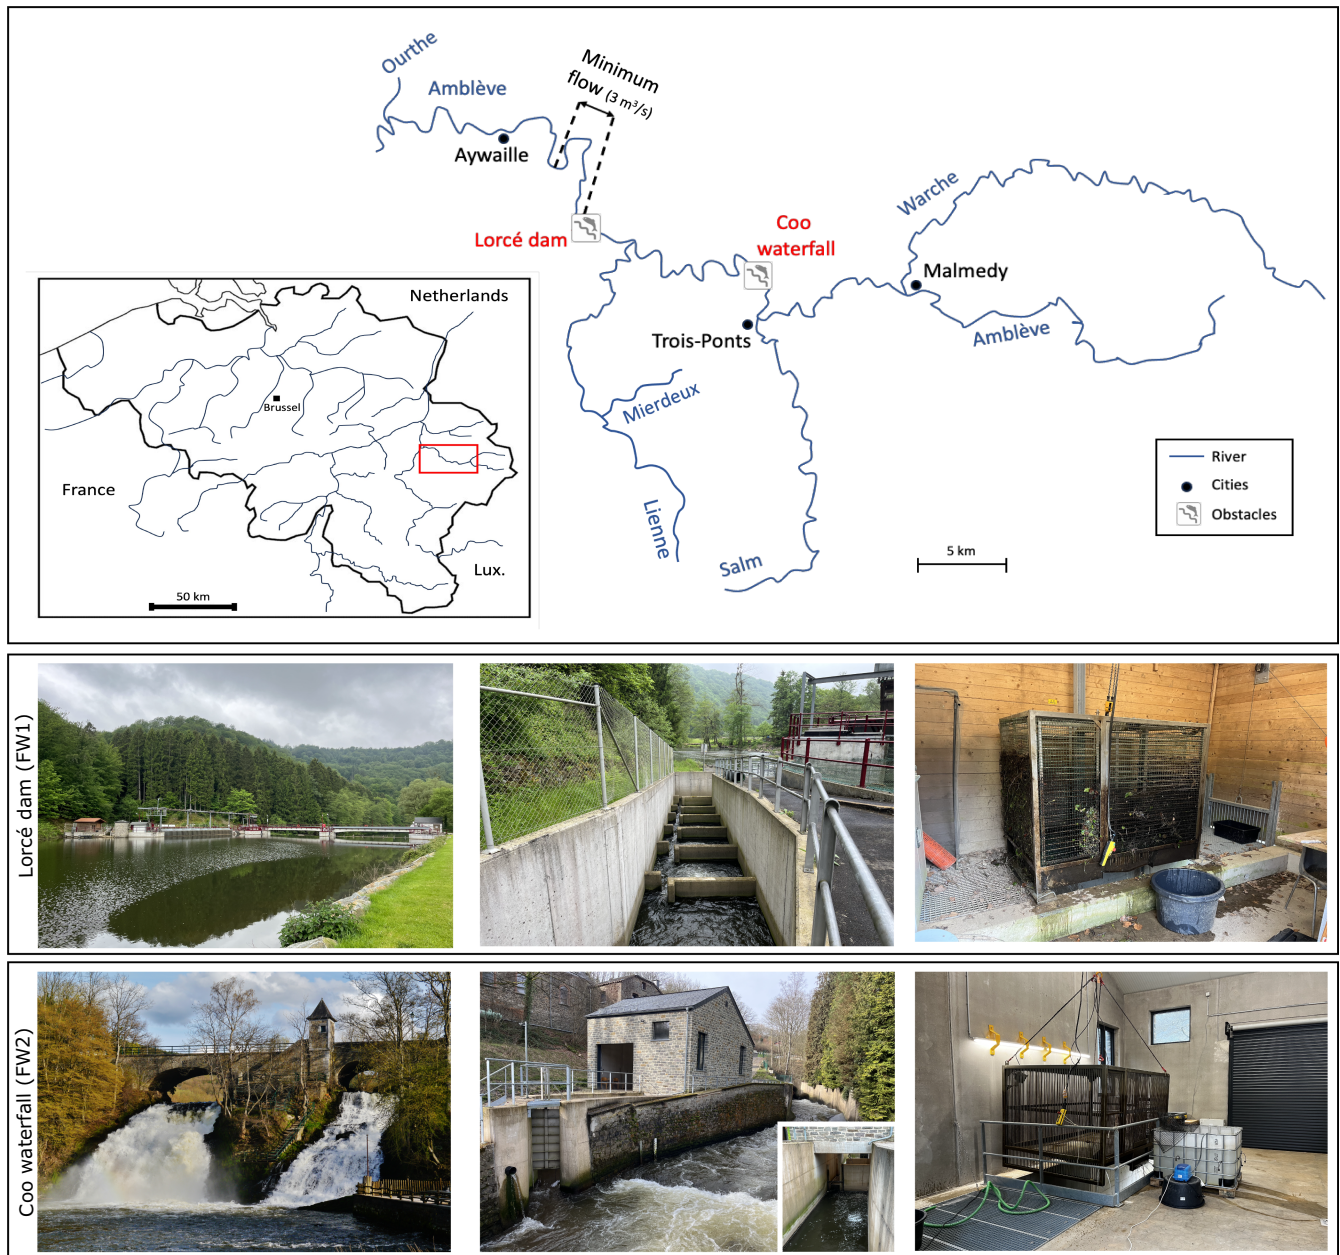 Ourthe
Amblève
Minimum
flow (3 m³/s)
Aywaille
Lorcé dam
Coo
waterfall
Warche
Malmedy
Amblève
Trois-Ponts
Mierdeux
Lienne
Salm
Netherlands
Brussel
France
Lux.
50 km
River
Cities
Obstacles
5 km
Lorcé dam (FW1)
Coo waterfall (FW2)